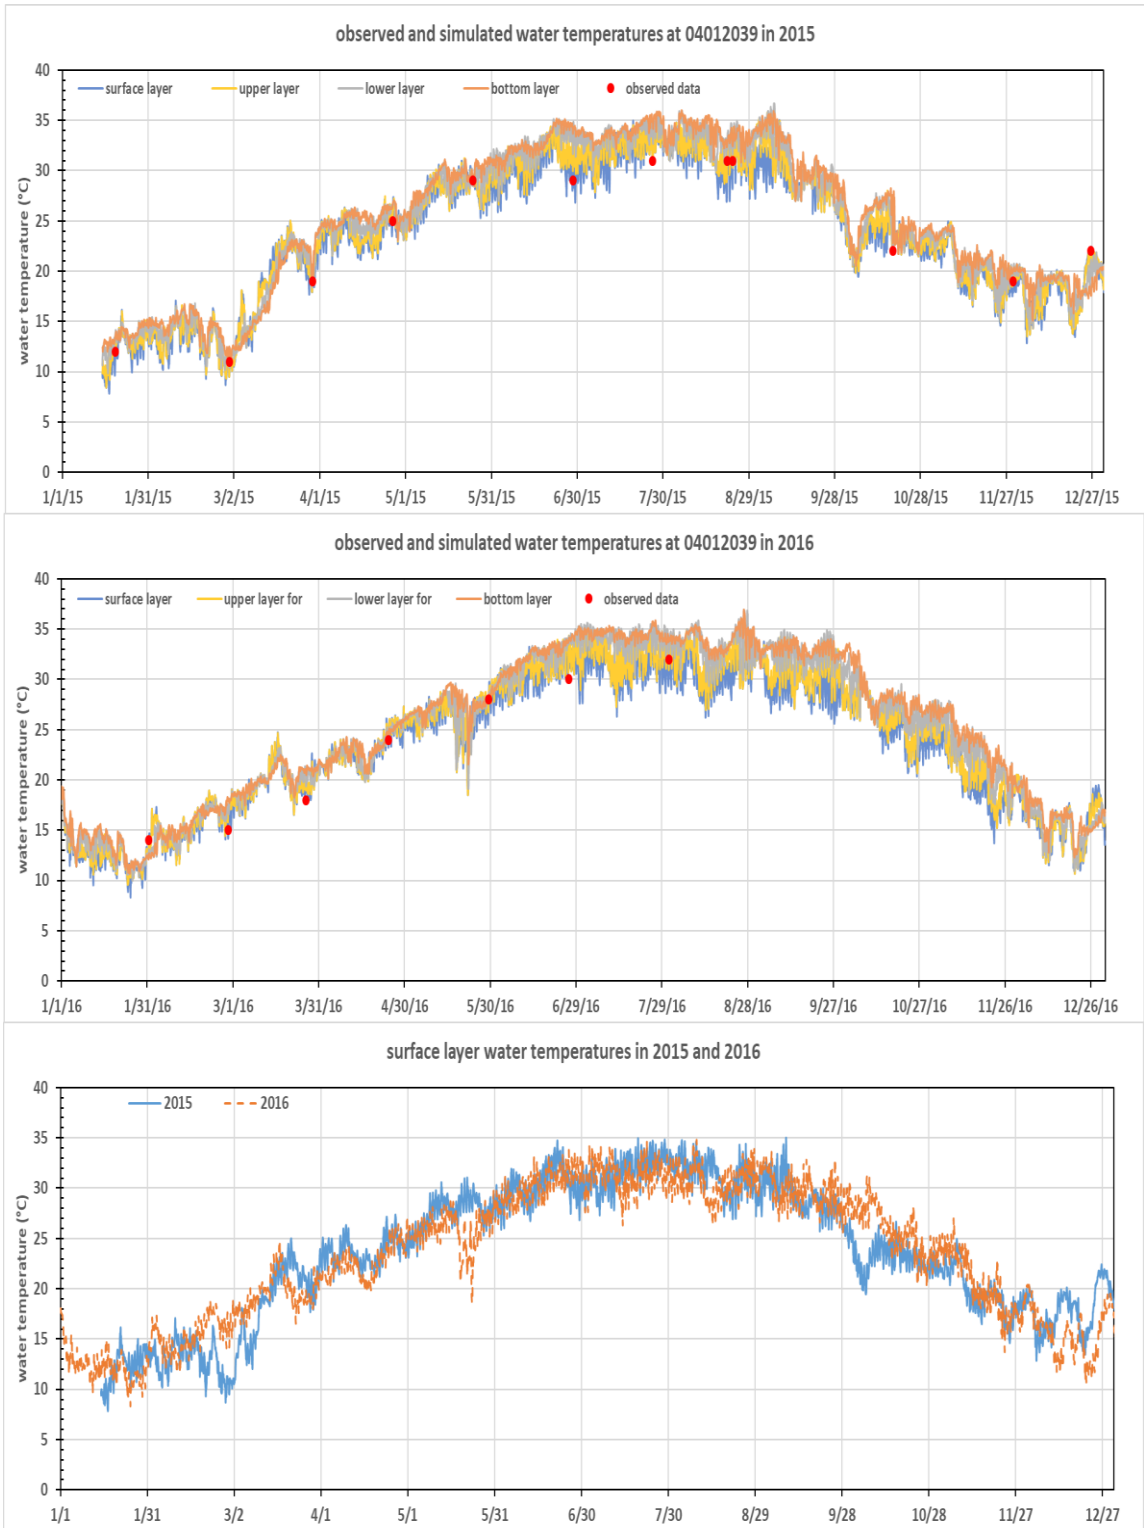 observed and simulated water temperatures at 04012039 in 2015
surface layer upper layer lower layer bottom layer observed data
water temperature (°C)
40
35
30
25
20
15
10
5
0
1/1/15 1/31/15 3/2/15 4/1/15 5/1/15 5/31/15 6/30/15 7/30/15 8/29/15 9/28/15 10/28/15 11/27/15 12/27/15
observed and simulated water temperatures at 04012039 in 2016
surface layer upper layer for lower layer for bottom layer observed data
water temperature (°C)
40
35
30
25
20
15
10
5
0
1/1/16 1/31/16 3/1/16 3/31/16 4/30/16 5/30/16 6/29/16 7/29/16 8/28/16 9/27/16 10/27/16 11/26/16 12/26/16
surface layer water temperatures in 2015 and 2016
2015 2016
water temperature (°C)
40
35
30
25
20
15
10
5
0
1/1 1/31 3/2 4/1 5/1 5/31 6/30 7/30 8/29 9/28 10/28 11/27 12/27